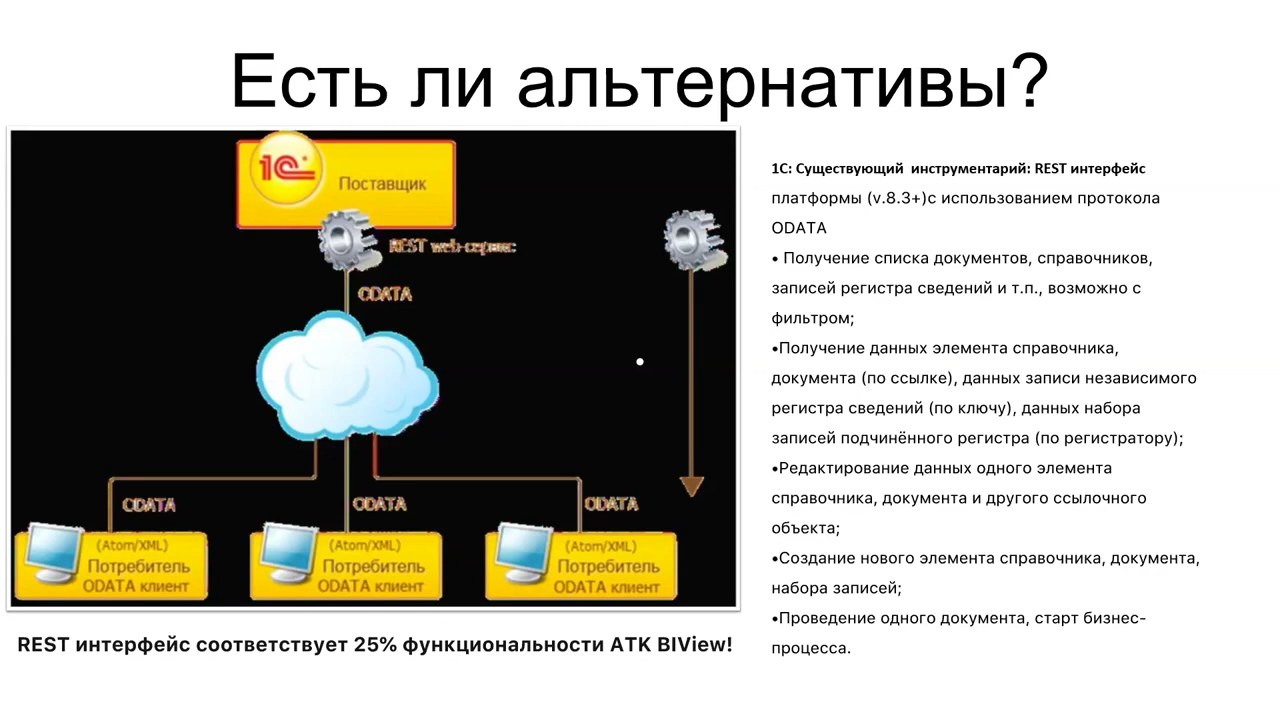 Есть ли альтернативы?
1С
Поставщик
REST web-сервис
ODATA
ODATA
ODATA
ODATA
(Atom/XML)
Потребитель
ODATA клиент
(Atom/XML)
Потребитель
ODATA клиент
(Atom/XML)
Потребитель
ODATA клиент
REST интерфейс соответствует 25% функциональности ATK BIView!
1С: Существующий инструментарий: REST интерфейс
платформы (v.8.3+)с использованием протокола
ODATA
• Получение списка документов, справочников,
записей регистра сведений и т.п., возможно с
фильтром;
•Получение данных элемента справочника,
документа (по ссылке), данных записи независимого
регистра сведений (по ключу), данных набора
записей подчинённого регистра (по регистратору);
•Редактирование данных одного элемента
справочника, документа и другого ссылочного
объекта;
•Создание нового элемента справочника, документа,
набора записей;
•Проведение одного документа, старт бизнес-
процесса.